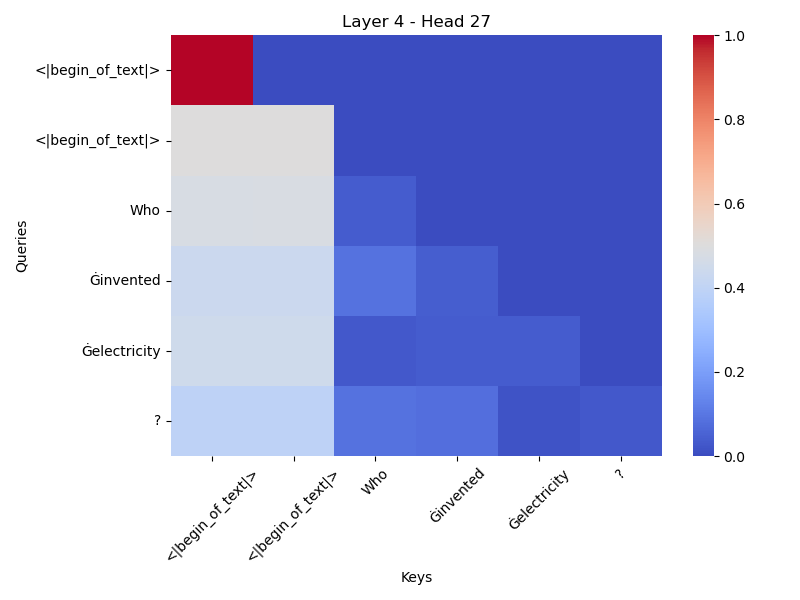 Layer 4 - Head 27
<|begin_of_text|>
<|begin_of_text|>
Who
Ġinvented
Ġelectricity
?
Queries
<|begin_of_text|>
<|begin_of_text|>
Who
Ġinvented
Ġelectricity
?
Keys
1.0
0.8
0.6
0.4
0.2
0.0